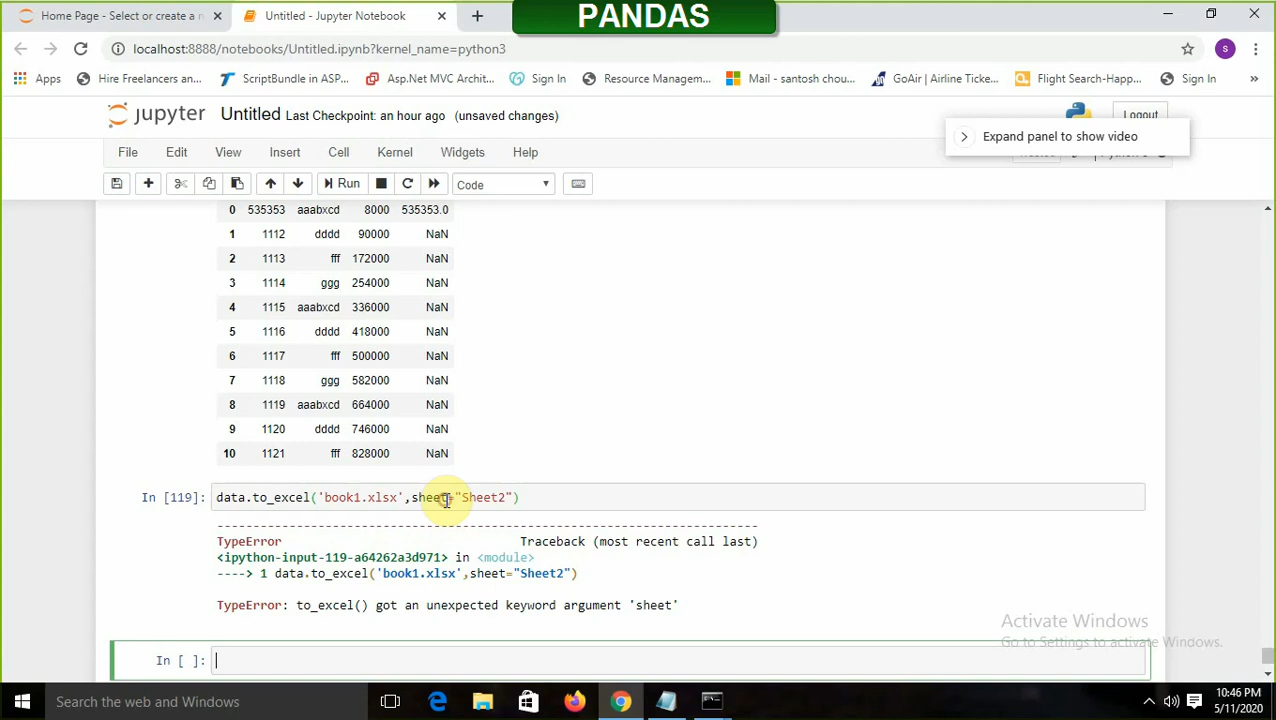 PANDAS
Home Page - Select or create a n
Untitled - Jupyter Notebook
localhost:8888/notebooks/Untitled.ipynb?kernel_name=python3
S
Apps
Hire Freelancers an...
ScriptBundle in ASP...
Asp.Net MVC Archit...
Sign In
Resource Managem...
Mail - santosh chou...
GoAir | Airline Ticke...
Flight Search-Happ...
Sign In
»
jupyter Untitled Last Checkpoint: an hour ago (unsaved changes)
Logout
Expand panel to show video
File Edit View Insert Cell Kernel Widgets Help
Run
Code
0 535353 aaabxcd 8000 535353.0
1 1112 dddd 90000 NaN
2 1113 fff 172000 NaN
3 1114 ggg 254000 NaN
4 1115 aaabxcd 336000 NaN
5 1116 dddd 418000 NaN
6 1117 fff 500000 NaN
7 1118 ggg 582000 NaN
8 1119 aaabxcd 664000 NaN
9 1120 dddd 746000 NaN
10 1121 fff 828000 NaN
In [119]: data.to_excel('book1.xlsx',sheet="Sheet2")
---------------------------------------------------------------------------
TypeError Traceback (most recent call last)
<ipython-input-119-a64262a3d971> in <module>
----> 1 data.to_excel('book1.xlsx',sheet="Sheet2")
TypeError: to_excel() got an unexpected keyword argument 'sheet'
Activate Windows
Go to Settings to activate Windows.
In [ ]:
Search the web and Windows
10:46 PM
5/11/2020